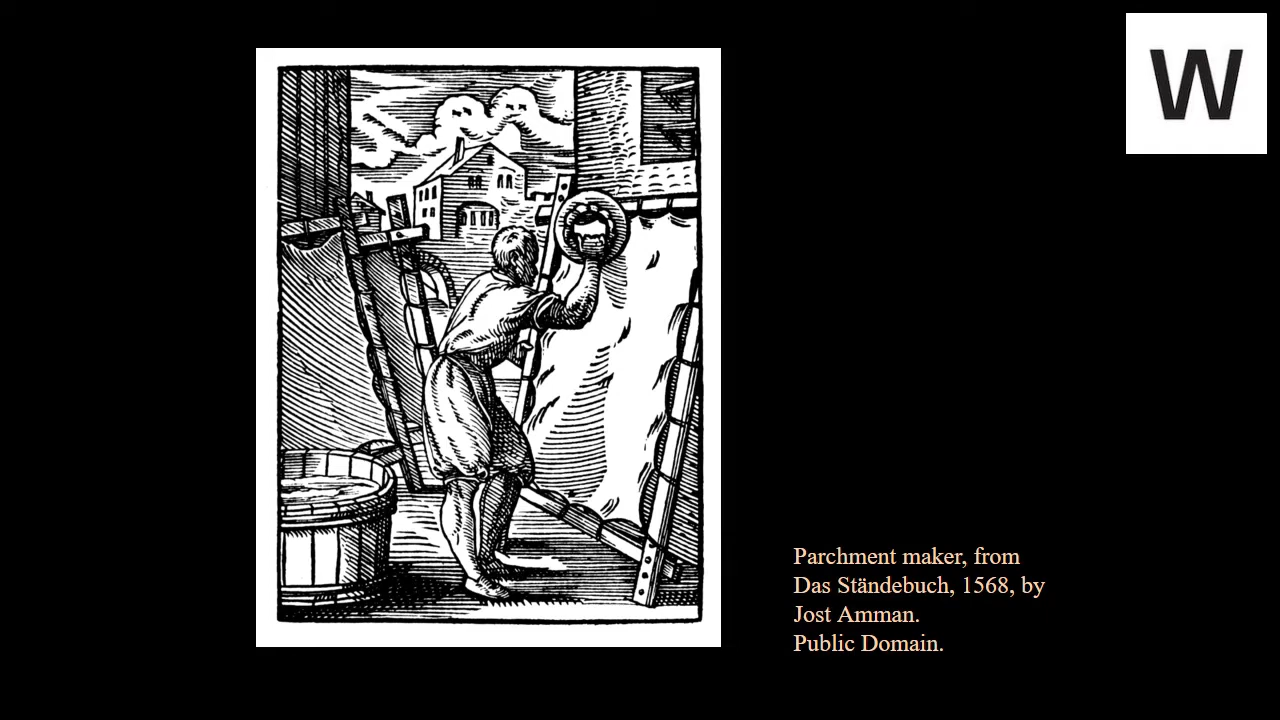 W
Parchment maker, from
Das Ständebuch, 1568, by
Jost Amman.
Public Domain.